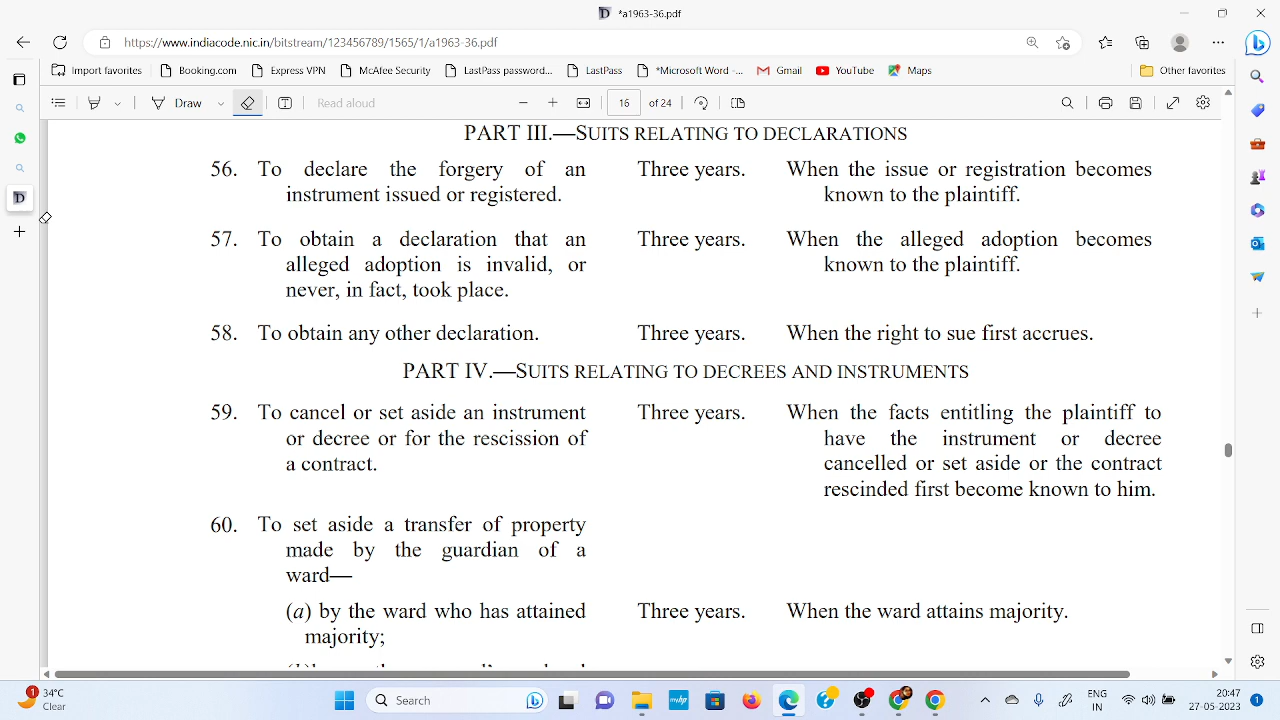 *a1963-36.pdf
https://www.indiacode.nic.in/bitstream/123456789/1565/1/a1963-36.pdf
Import favorites Booking.com Express VPN McAfee Security LastPass password... LastPass *Microsoft Word -... Gmail YouTube Maps Other favorites
Draw Read aloud 16 of 24
PART III.—SUITS RELATING TO DECLARATIONS
56. To declare the forgery of an Three years. When the issue or registration becomes
instrument issued or registered. known to the plaintiff.
57. To obtain a declaration that an Three years. When the alleged adoption becomes
alleged adoption is invalid, or known to the plaintiff.
never, in fact, took place.
58. To obtain any other declaration. Three years. When the right to sue first accrues.
PART IV.—SUITS RELATING TO DECREES AND INSTRUMENTS
59. To cancel or set aside an instrument Three years. When the facts entitling the plaintiff to
or decree or for the rescission of have the instrument or decree
a contract. cancelled or set aside or the contract
rescinded first become known to him.
60. To set aside a transfer of property
made by the guardian of a
ward—
(a) by the ward who has attained Three years. When the ward attains majority.
majority;
1 34°C Search ENG 20:47
Clear IN 27-05-2023 1